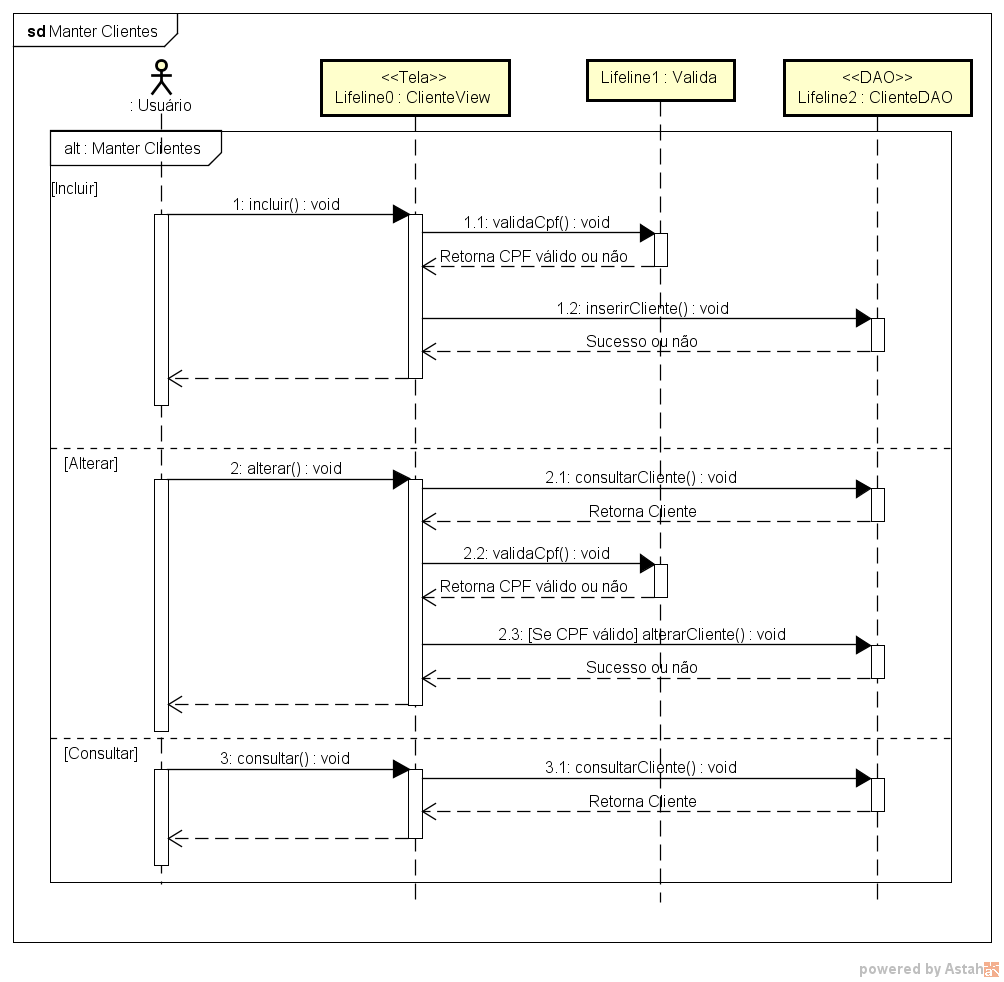 sd Manter Clientes
: Usuário
<<Tela>>
Lifeline0 : ClienteView
Lifeline1 : Valida
<<DAO>>
Lifeline2 : ClienteDAO
alt : Manter Clientes
[Incluir]
1: incluir() : void
1.1: validaCpf() : void
Retorna CPF válido ou não
1.2: inserirCliente() : void
Sucesso ou não
[Alterar]
2: alterar() : void
2.1: consultarCliente() : void
Retorna Cliente
2.2: validaCpf() : void
Retorna CPF válido ou não
2.3: [Se CPF válido] alterarCliente() : void
Sucesso ou não
[Consultar]
3: consultar() : void
3.1: consultarCliente() : void
Retorna Cliente
powered by Astah